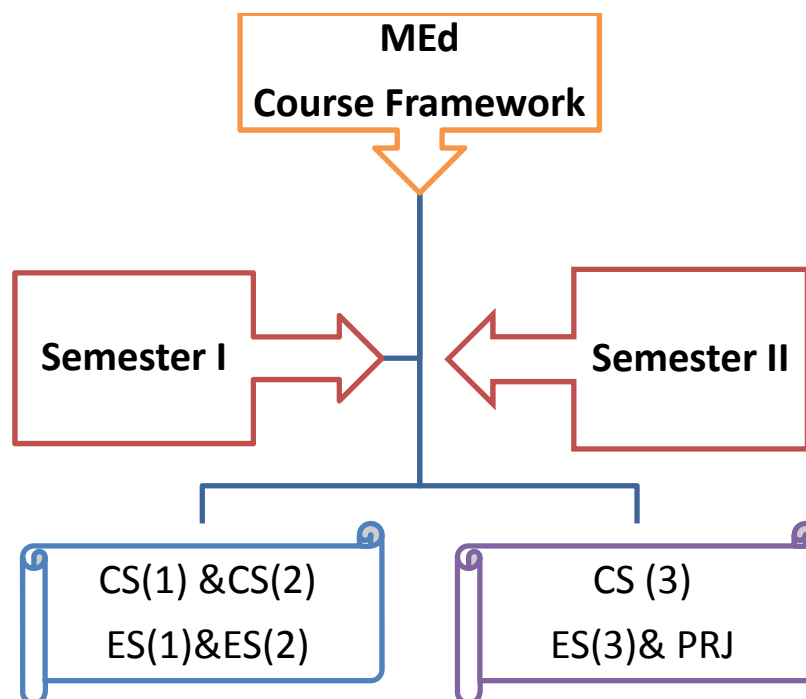 MEd
Course Framework
Semester I
Semester II
CS(1) &CS(2)
ES(1)&ES(2)
CS (3)
ES(3)& PRJ